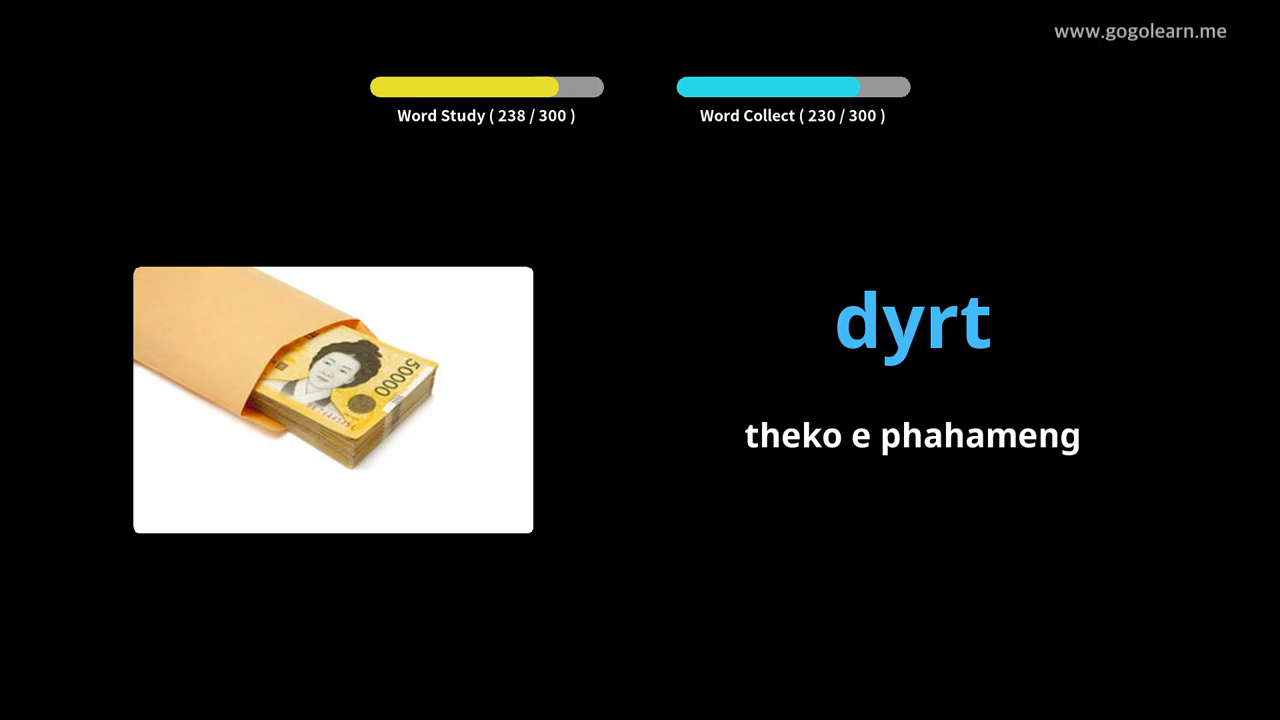 www.gogolearn.me
Word Study ( 238 / 300 )
Word Collect ( 230 / 300 )
50000
dyrt
theko e phahameng